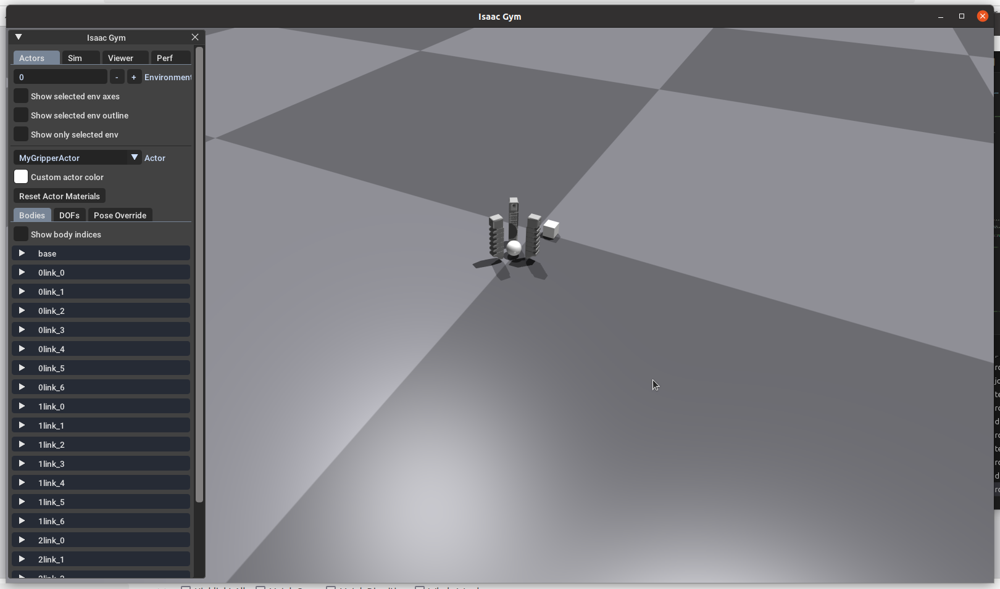 Isaac Gym
Isaac Gym
Actors Sim Viewer Perf
0 - + Environment
Show selected env axes
Show selected env outline
Show only selected env
MyGripperActor Actor
Custom actor color
Reset Actor Materials
Bodies DOFs Pose Override
Show body indices
base
0link_0
0link_1
0link_2
0link_3
0link_4
0link_5
0link_6
1link_0
1link_1
1link_2
1link_3
1link_4
1link_5
1link_6
2link_0
2link_1